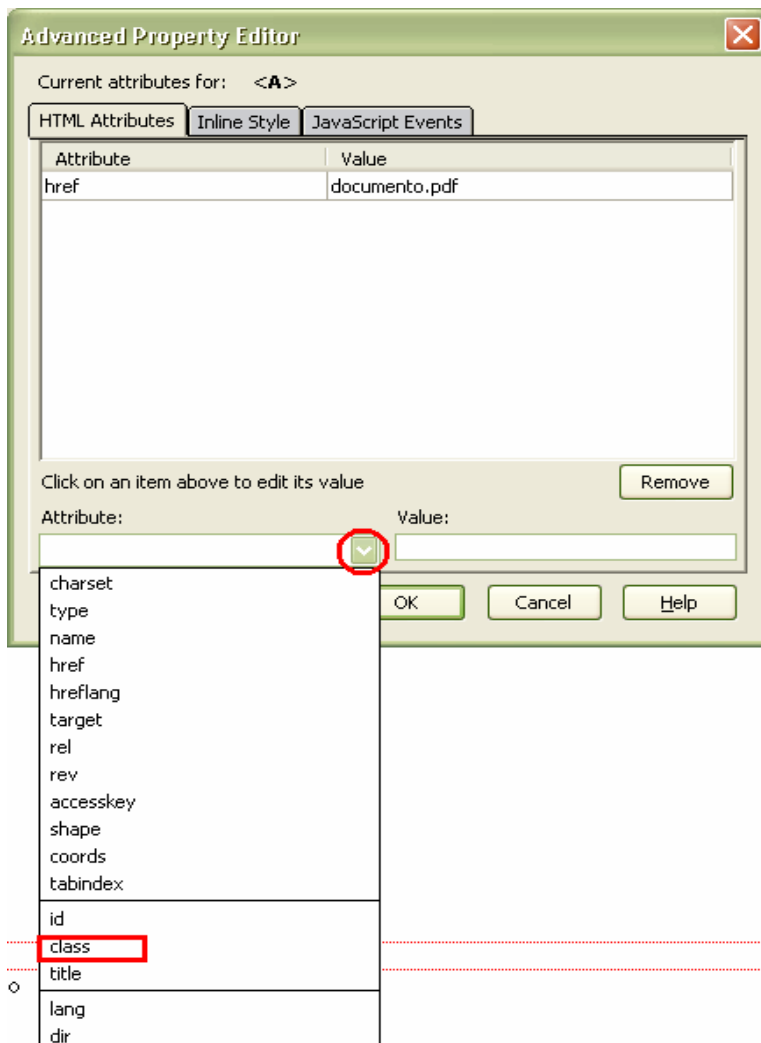 Advanced Property Editor
Current attributes for: <A>
HTML Attributes Inline Style JavaScript Events
Attribute Value
href documento.pdf
Click on an item above to edit its value Remove
Attribute: Value:
OK Cancel Help
charset
type
name
href
hreflang
target
rel
rev
accesskey
shape
coords
tabindex
id
class
title
o
lang
dir